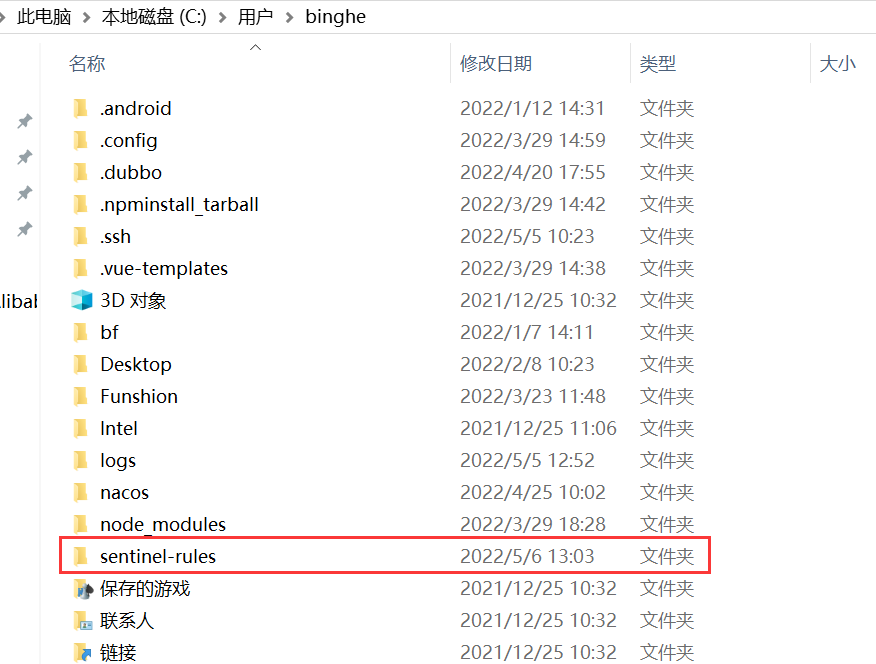 此电脑 > 本地磁盘 (C:) > 用户 > binghe
名称 修改日期 类型 大小
.android 2022/1/12 14:31 文件夹
.config 2022/3/29 14:59 文件夹
.dubbo 2022/4/20 17:55 文件夹
.npminstall_tarball 2022/3/29 14:42 文件夹
.ssh 2022/5/5 10:23 文件夹
.vue-templates 2022/3/29 14:38 文件夹
3D 对象 2021/12/25 10:32 文件夹
bf 2022/1/7 14:11 文件夹
Desktop 2022/2/8 10:23 文件夹
Funshion 2022/3/23 11:48 文件夹
Intel 2021/12/25 11:06 文件夹
logs 2022/5/5 12:52 文件夹
nacos 2022/4/25 10:02 文件夹
node_modules 2022/3/29 18:28 文件夹
sentinel-rules 2022/5/6 13:03 文件夹
保存的游戏 2021/12/25 10:32 文件夹
联系人 2021/12/25 10:32 文件夹
链接 2021/12/25 10:32 文件夹